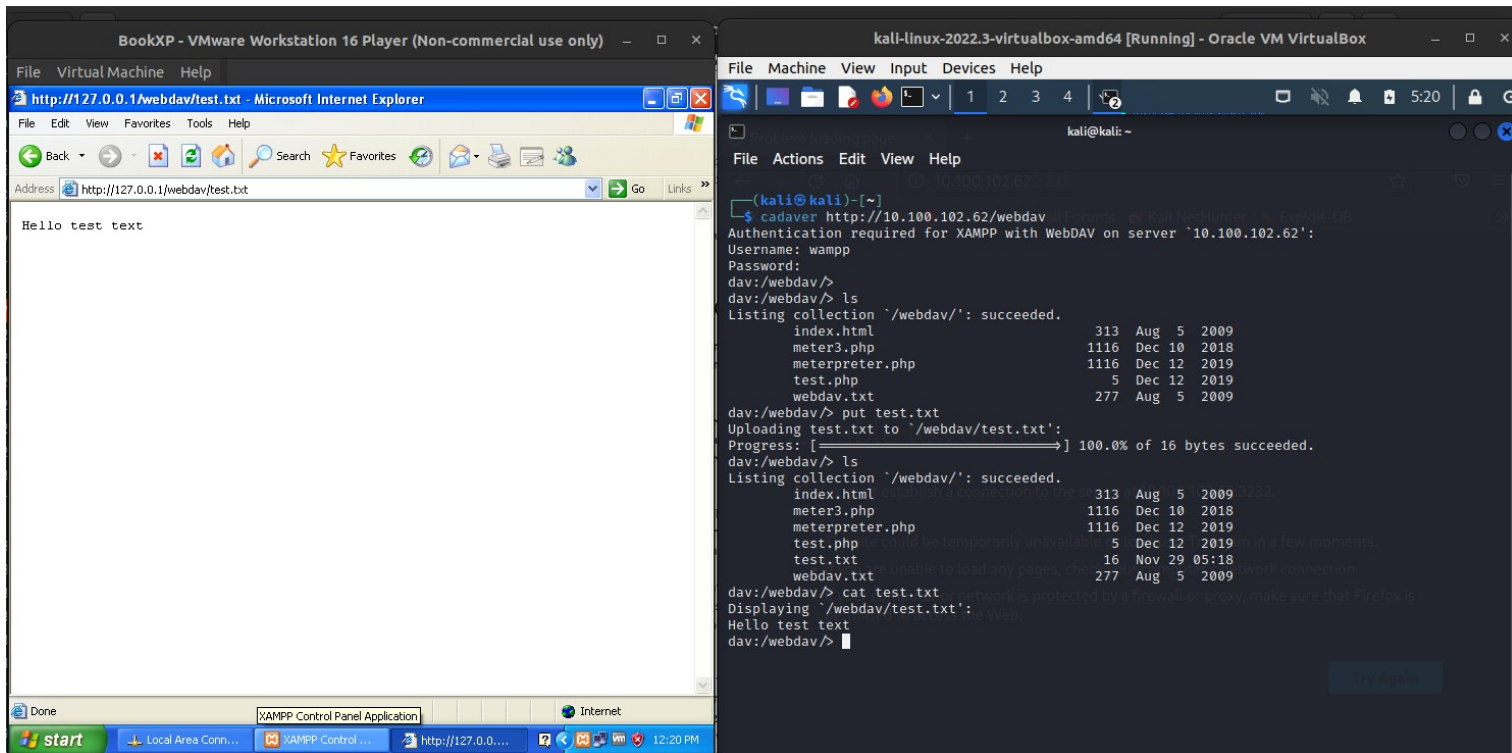 BookXP - VMware Workstation 16 Player (Non-commercial use only)
File Virtual Machine Help
http://127.0.0.1/webdav/test.txt - Microsoft Internet Explorer
File Edit View Favorites Tools Help
Back Search Favorites
Address http://127.0.0.1/webdav/test.txt Go Links »
Hello test text
Done Internet
XAMPP Control Panel Application
start Local Area Conn... XAMPP Control ... http://127.0.0.... 12:20 PM
kali-linux-2022.3-virtualbox-amd64 [Running] - Oracle VM VirtualBox
File Machine View Input Devices Help
1 2 3 4 5:20
kali@kali: ~
File Actions Edit View Help
(kali㉿kali)-[~]
$ cadaver http://10.100.102.62/webdav
Authentication required for XAMPP with WebDAV on server `10.100.102.62':
Username: wampp
Password:
dav:/webdav/>
dav:/webdav/> ls
Listing collection `/webdav/': succeeded.
index.html 313 Aug 5 2009
meter3.php 1116 Dec 10 2018
meterpreter.php 1116 Dec 12 2019
test.php 5 Dec 12 2019
webdav.txt 277 Aug 5 2009
dav:/webdav/> put test.txt
Uploading test.txt to `/webdav/test.txt':
Progress: [=============================>] 100.0% of 16 bytes succeeded.
dav:/webdav/> ls
Listing collection `/webdav/': succeeded.
index.html 313 Aug 5 2009
meter3.php 1116 Dec 10 2018
meterpreter.php 1116 Dec 12 2019
test.php 5 Dec 12 2019
test.txt 16 Nov 29 05:18
webdav.txt 277 Aug 5 2009
dav:/webdav/> cat test.txt
Displaying `/webdav/test.txt':
Hello test text
dav:/webdav/>
Try Again